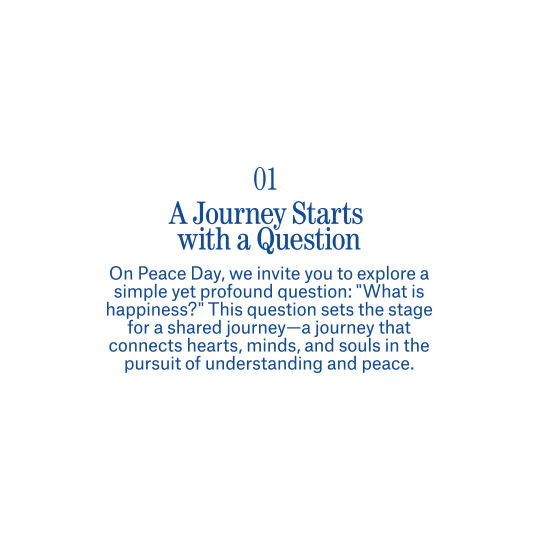 01
A Journey Starts
with a Question
On Peace Day, we invite you to explore a
simple yet profound question: "What is
happiness?" This question sets the stage
for a shared journey—a journey that
connects hearts, minds, and souls in the
pursuit of understanding and peace.